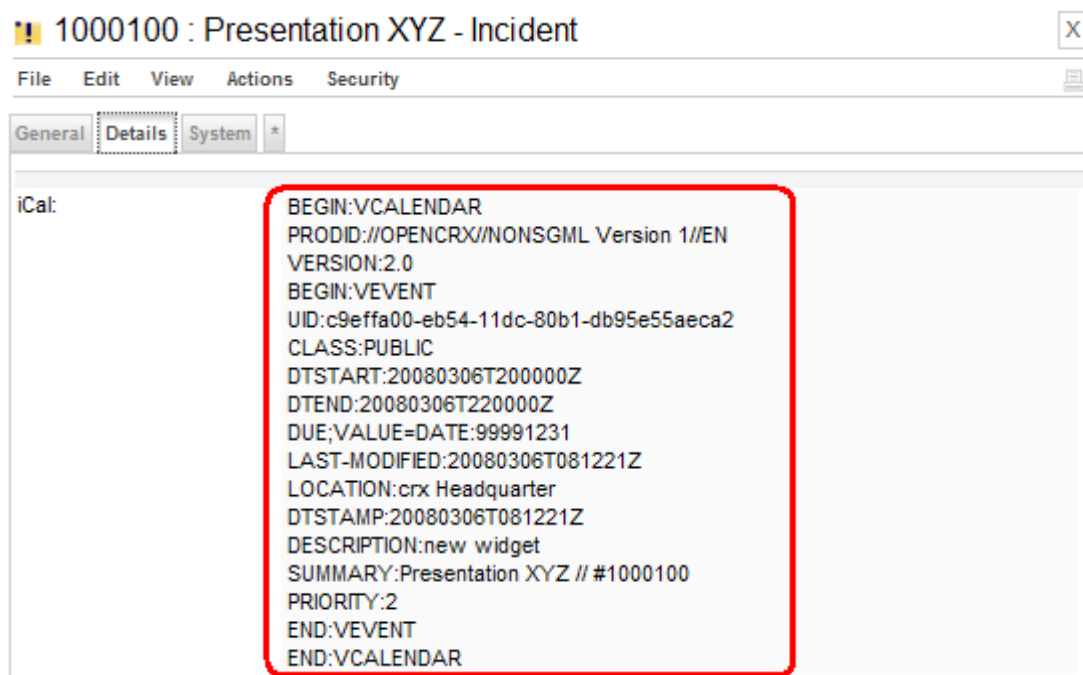 1000100 : Presentation XYZ - Incident
X
File Edit View Actions Security
General Details System *
iCal:
BEGIN:VCALENDAR
PRODID://OPENCRX//NONSGML Version 1//EN
VERSION:2.0
BEGIN:VEVENT
UID:c9effa00-eb54-11dc-80b1-db95e55aeca2
CLASS:PUBLIC
DTSTART:20080306T200000Z
DTEND:20080306T220000Z
DUE;VALUE=DATE:99991231
LAST-MODIFIED:20080306T081221Z
LOCATION:crx Headquarter
DTSTAMP:20080306T081221Z
DESCRIPTION:new widget
SUMMARY:Presentation XYZ // #1000100
PRIORITY:2
END:VEVENT
END:VCALENDAR